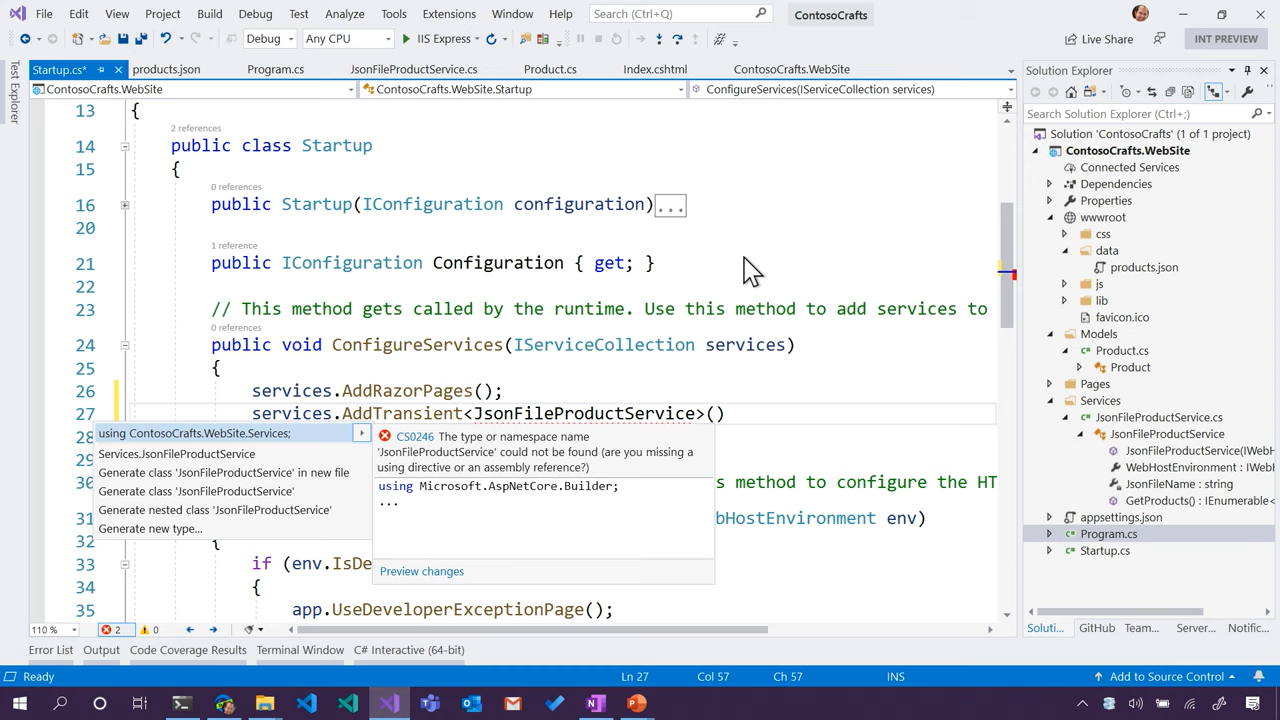 File Edit View Project Build Debug Test Analyze Tools Extensions Window Help Search (Ctrl+Q) ContosoCrafts
Debug Any CPU IIS Express Live Share INT PREVIEW
Test Explorer
Startup.cs* products.json Program.cs JsonFileProductService.cs Product.cs Index.cshtml ContosoCrafts.WebSite
ContosoCrafts.WebSite ContosoCrafts.WebSite.Startup ConfigureServices(IServiceCollection services)
13 {
2 references
14 public class Startup
15 {
0 references
16 public Startup(IConfiguration configuration)...
20
1 reference
21 public IConfiguration Configuration { get; }
22
23 // This method gets called by the runtime. Use this method to add services to
0 references
24 public void ConfigureServices(IServiceCollection services)
25 {
26 services.AddRazorPages();
27 services.AddTransient<JsonFileProductService>()
28
30 s method to configure the HT
31 bHostEnvironment env)
32 {
33 if (env.IsDe
34 {
35 app.UseDeveloperExceptionPage();
using ContosoCrafts.WebSite.Services;
Services.JsonFileProductService
Generate class 'JsonFileProductService' in new file
Generate class 'JsonFileProductService'
Generate nested class 'JsonFileProductService'
Generate new type...
CS0246 The type or namespace name
'JsonFileProductService' could not be found (are you missing a
using directive or an assembly reference?)
using Microsoft.AspNetCore.Builder;
...
Preview changes
110 % 2 0
Error List Output Code Coverage Results Terminal Window C# Interactive (64-bit)
Solution Explorer
Search Solution Explorer (Ctrl+;)
Solution 'ContosoCrafts' (1 of 1 project)
ContosoCrafts.WebSite
Connected Services
Dependencies
Properties
wwwroot
css
data
products.json
js
lib
favicon.ico
Models
Product.cs
Product
Pages
Services
JsonFileProductService.cs
JsonFileProductService
JsonFileProductService(IWebH
WebHostEnvironment : IWebH
JsonFileName : string
GetProducts() : IEnumerable<
appsettings.json
Program.cs
Startup.cs
Soluti... GitHub Team... Server... Notific...
Ready Ln 27 Col 57 Ch 57 INS Add to Source Control